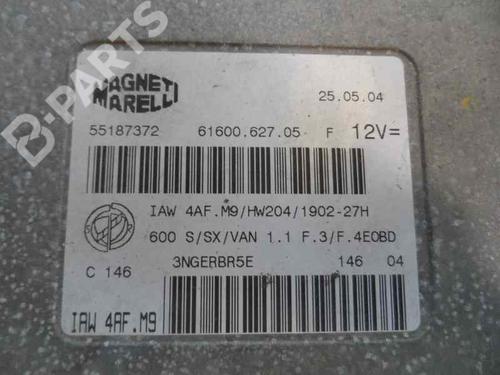 B-PARTS
MAGNETI
MARELLI
25.05.04
55187372 61600.627.05 F 12V=
IAW 4AF.M9/HW204/1902-27H
600 S/SX/VAN 1.1 F.3/F.4EOBD
C 146 3NGERBR5E 146 04
IAW 4AF.M9